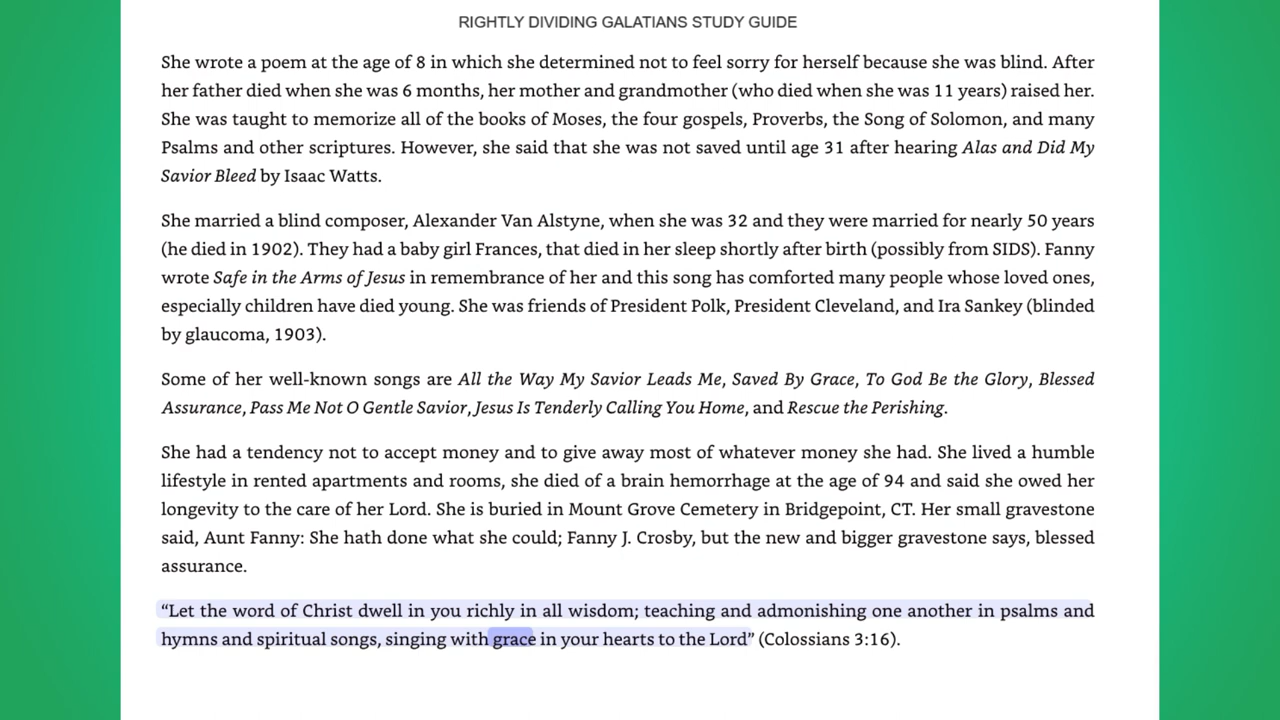 RIGHTLY DIVIDING GALATIANS STUDY GUIDE
She wrote a poem at the age of 8 in which she determined not to feel sorry for herself because she was blind. After
her father died when she was 6 months, her mother and grandmother (who died when she was 11 years) raised her.
She was taught to memorize all of the books of Moses, the four gospels, Proverbs, the Song of Solomon, and many
Psalms and other scriptures. However, she said that she was not saved until age 31 after hearing Alas and Did My
Savior Bleed by Isaac Watts.
She married a blind composer, Alexander Van Alstyne, when she was 32 and they were married for nearly 50 years
(he died in 1902). They had a baby girl Frances, that died in her sleep shortly after birth (possibly from SIDS). Fanny
wrote Safe in the Arms of Jesus in remembrance of her and this song has comforted many people whose loved ones,
especially children have died young. She was friends of President Polk, President Cleveland, and Ira Sankey (blinded
by glaucoma, 1903).
Some of her well-known songs are All the Way My Savior Leads Me, Saved By Grace, To God Be the Glory, Blessed
Assurance, Pass Me Not O Gentle Savior, Jesus Is Tenderly Calling You Home, and Rescue the Perishing.
She had a tendency not to accept money and to give away most of whatever money she had. She lived a humble
lifestyle in rented apartments and rooms, she died of a brain hemorrhage at the age of 94 and said she owed her
longevity to the care of her Lord. She is buried in Mount Grove Cemetery in Bridgepoint, CT. Her small gravestone
said, Aunt Fanny: She hath done what she could; Fanny J. Crosby, but the new and bigger gravestone says, blessed
assurance.
“Let the word of Christ dwell in you richly in all wisdom; teaching and admonishing one another in psalms and
hymns and spiritual songs, singing with grace in your hearts to the Lord” (Colossians 3:16).